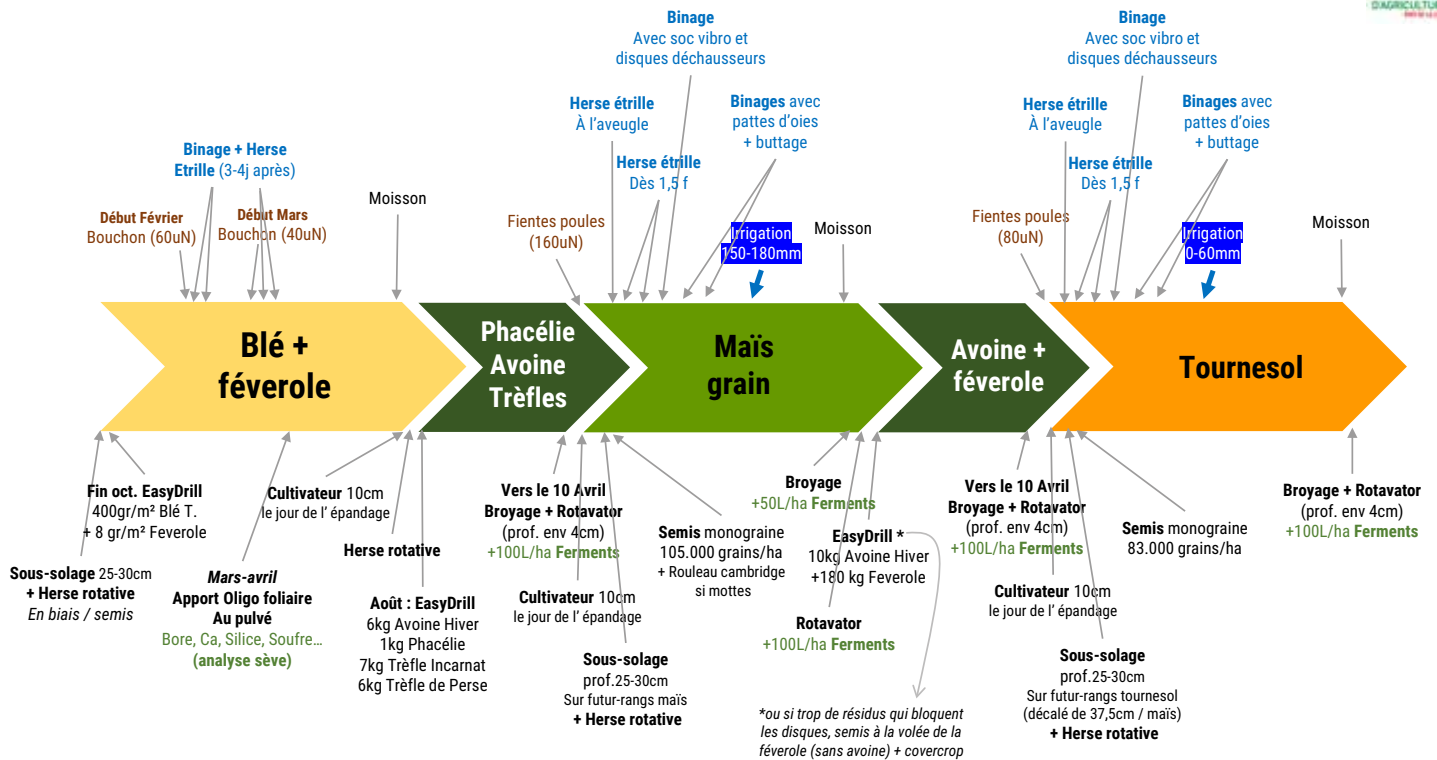 D'AGRICULTURE
Binage
Avec soc vibro et
disques déchausseurs
Herse étrille
À l'aveugle
Binages avec
pattes d'oies
+ buttage
Herse étrille
Dès 1,5 f
Binage
Avec soc vibro et
disques déchausseurs
Herse étrille
À l'aveugle
Binages avec
pattes d'oies
+ buttage
Herse étrille
Dès 1,5 f
Binage + Herse
Etrille (3-4j après)
Début Février
Bouchon (60uN)
Début Mars
Bouchon (40uN)
Moisson
Fientes poules
(160uN)
Irrigation
150-180mm
Moisson
Fientes poules
(80uN)
Irrigation
0-60mm
Moisson
Blé +
féverole
Phacélie
Avoine
Trèfles
Maïs
grain
Avoine +
féverole
Tournesol
Fin oct. EasyDrill
400gr/m² Blé T.
+ 8 gr/m² Feverole
Sous-solage 25-30cm
+ Herse rotative
En biais / semis
Mars-avril
Apport Oligo foliaire
Au pulvé
Bore, Ca, Silice, Soufre…
(analyse sève)
Cultivateur 10cm
le jour de l' épandage
Herse rotative
Août : EasyDrill
6kg Avoine Hiver
1kg Phacélie
7kg Trèfle Incarnat
6kg Trèfle de Perse
Vers le 10 Avril
Broyage + Rotavator
(prof. env 4cm)
+100L/ha Ferments
Cultivateur 10cm
le jour de l' épandage
Sous-solage
prof.25-30cm
Sur futur-rangs maïs
+ Herse rotative
Semis monograine
105.000 grains/ha
+ Rouleau cambridge
si mottes
Broyage
+50L/ha Ferments
Rotavator
+100L/ha Ferments
EasyDrill *
10kg Avoine Hiver
+180 kg Feverole
*ou si trop de résidus qui bloquent
les disques, semis à la volée de la
féverole (sans avoine) + covercrop
Vers le 10 Avril
Broyage + Rotavator
(prof. env 4cm)
+100L/ha Ferments
Cultivateur 10cm
le jour de l' épandage
Sous-solage
prof.25-30cm
Sur futur-rangs tournesol
(décalé de 37,5cm / maïs)
+ Herse rotative
Semis monograine
83.000 grains/ha
Broyage + Rotavator
(prof. env 4cm)
+100L/ha Ferments